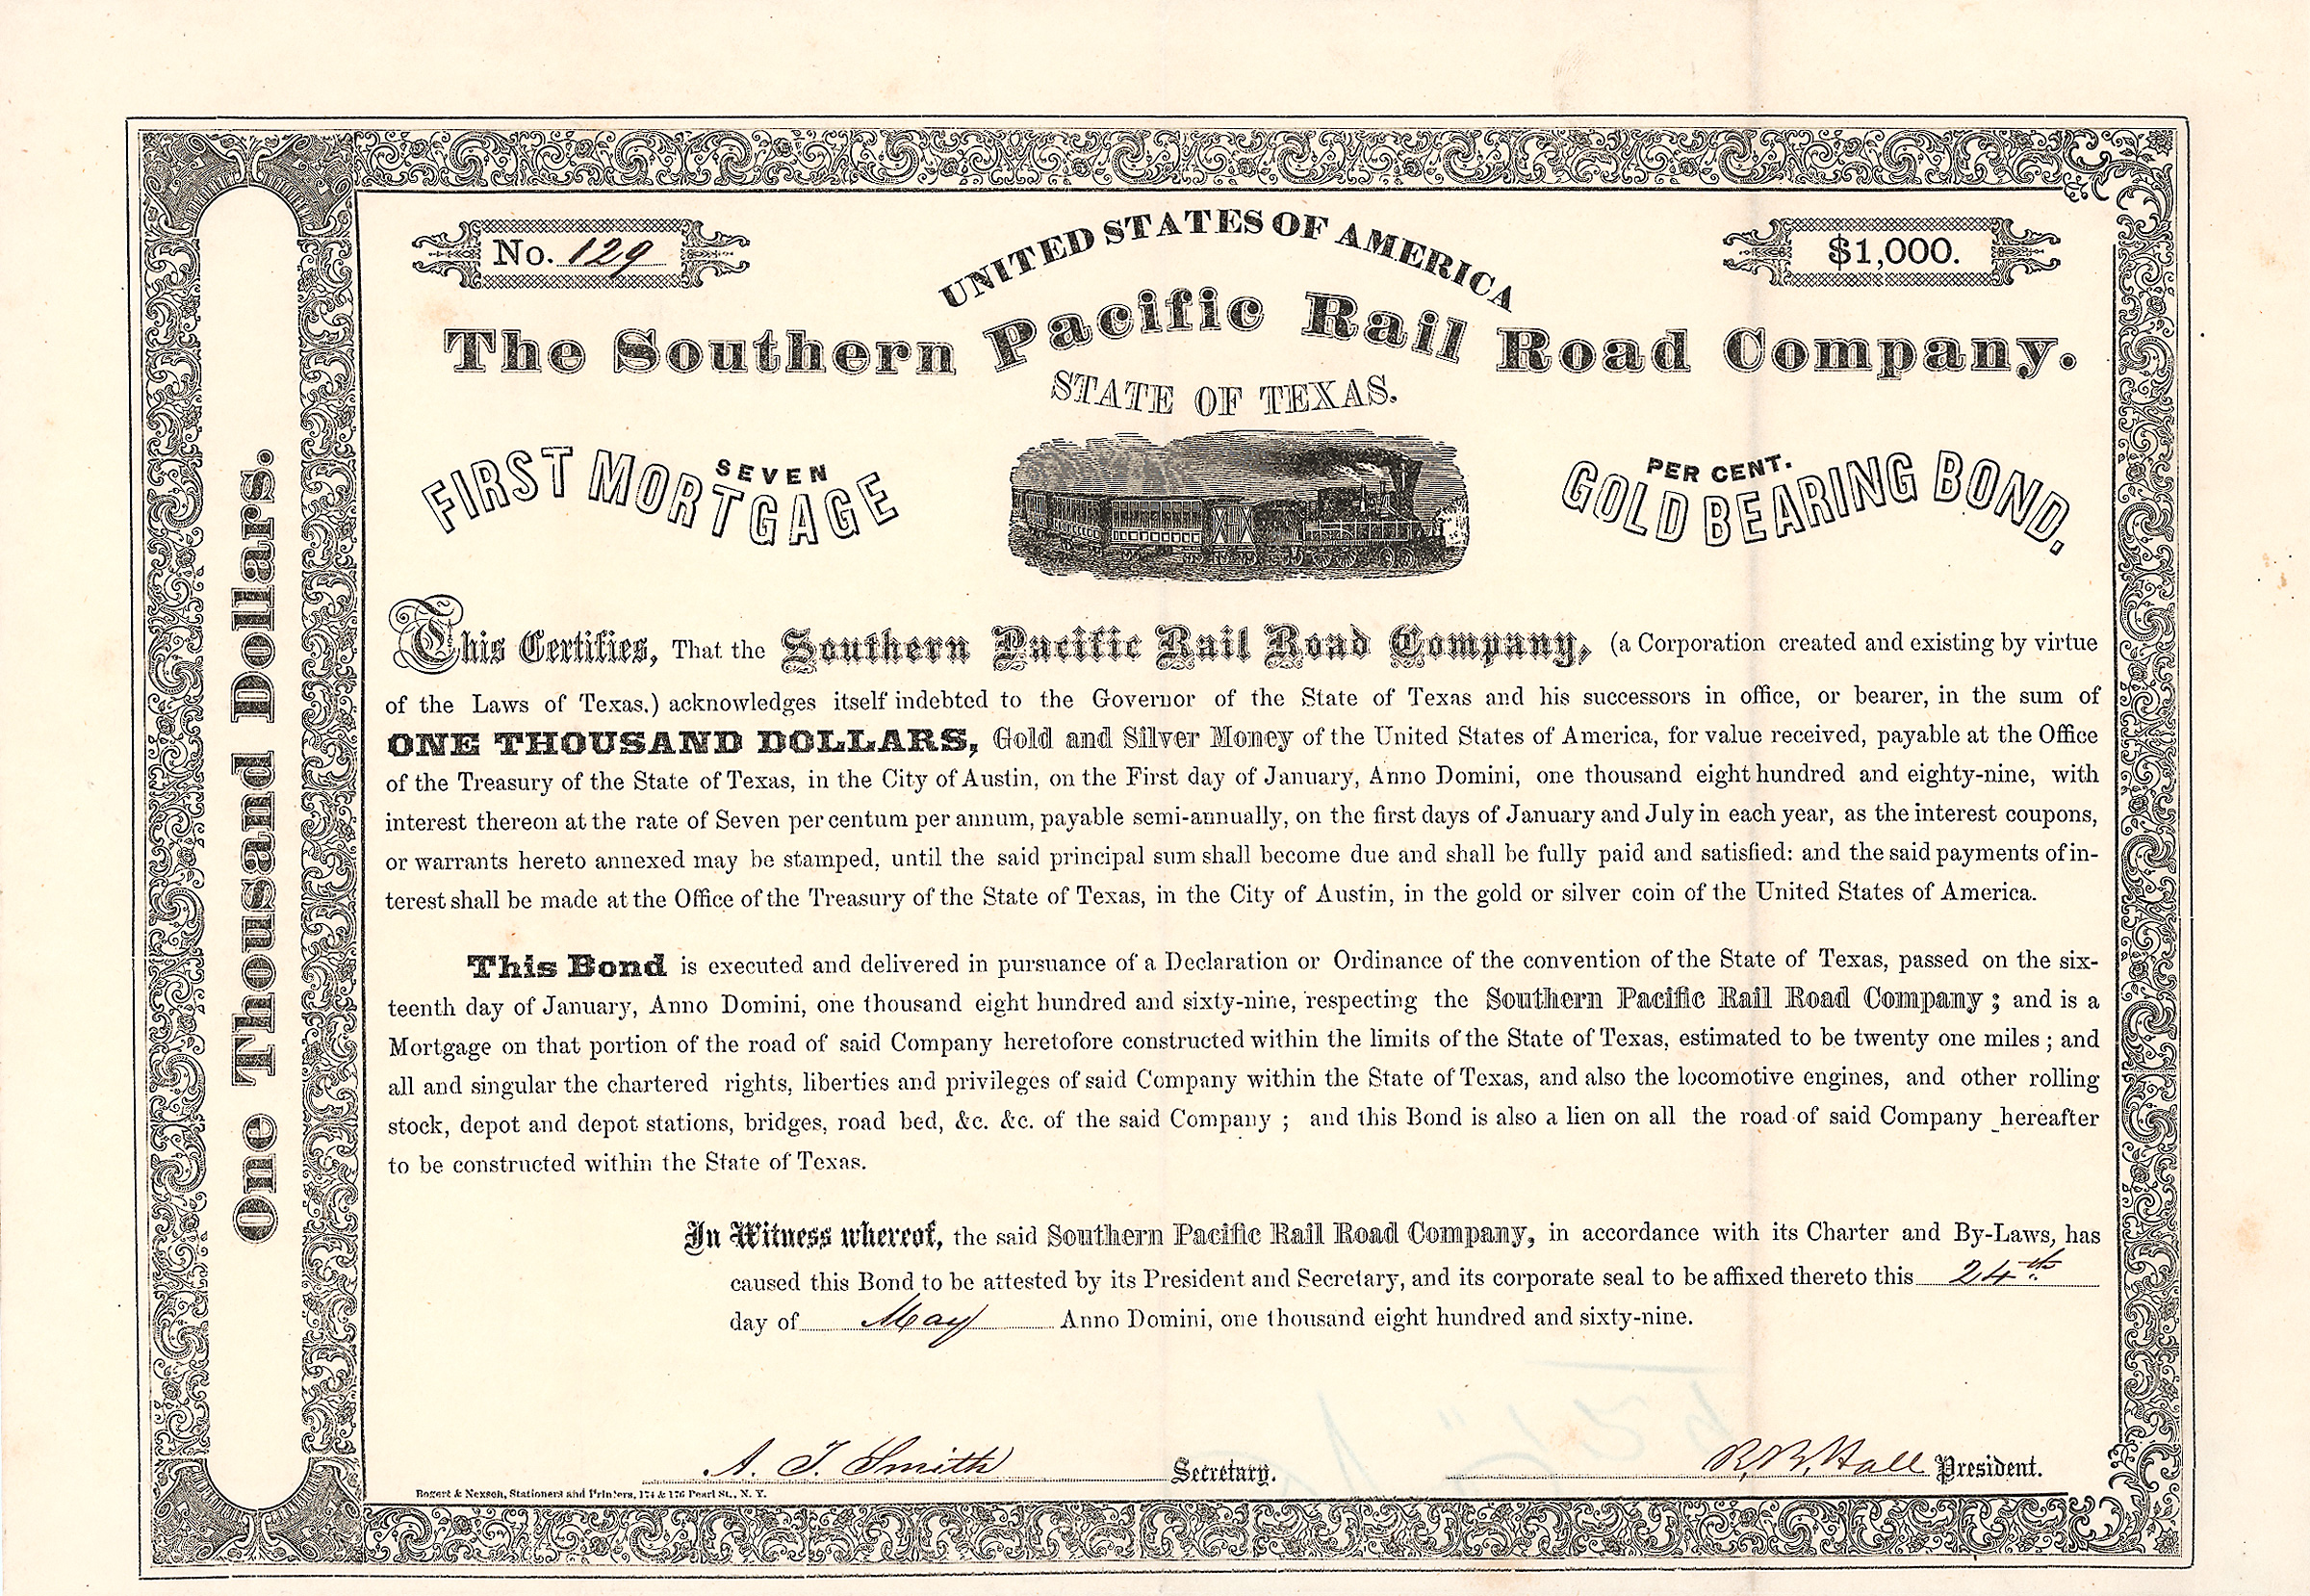 No. 129
UNITED STATES OF AMERICA
$1,000.
The Southern Pacific Rail Road Company.
STATE OF TEXAS.
SEVEN
FIRST MORTGAGE
PER CENT.
GOLD BEARING BOND.
One Thousand Dollars.
This Certifies, That the Southern Pacific Rail Road Company, (a Corporation created and existing by virtue
of the Laws of Texas.) acknowledges itself indebted to the Governor of the State of Texas and his successors in office, or bearer, in the sum of
ONE THOUSAND DOLLARS, Gold and Silver Money of the United States of America, for value received, payable at the Office
of the Treasury of the State of Texas, in the City of Austin, on the First day of January, Anno Domini, one thousand eight hundred and eighty-nine, with
interest thereon at the rate of Seven per centum per annum, payable semi-annually, on the first days of January and July in each year, as the interest coupons,
or warrants hereto annexed may be stamped, until the said principal sum shall become due and shall be fully paid and satisfied: and the said payments of in-
terest shall be made at the Office of the Treasury of the State of Texas, in the City of Austin, in the gold or silver coin of the United States of America.
This Bond is executed and delivered in pursuance of a Declaration or Ordinance of the convention of the State of Texas, passed on the six-
teenth day of January, Anno Domini, one thousand eight hundred and sixty-nine, respecting the Southern Pacific Rail Road Company; and is a
Mortgage on that portion of the road of said Company heretofore constructed within the limits of the State of Texas, estimated to be twenty one miles; and
all and singular the chartered rights, liberties and privileges of said Company within the State of Texas, and also the locomotive engines, and other rolling
stock, depot and depot stations, bridges, road bed, &c. &c. of the said Company; and this Bond is also a lien on all the road of said Company hereafter
to be constructed within the State of Texas.
In Witness whereof, the said Southern Pacific Rail Road Company, in accordance with its Charter and By-Laws, has
caused this Bond to be attested by its President and Secretary, and its corporate seal to be affixed thereto this 24th
day of May Anno Domini, one thousand eight hundred and sixty-nine.
A. T. Smith Secretary.
R. B. Hall President.
Bogert & Nexsen, Stationers and Printers, 174 & 176 Pearl St., N. Y.